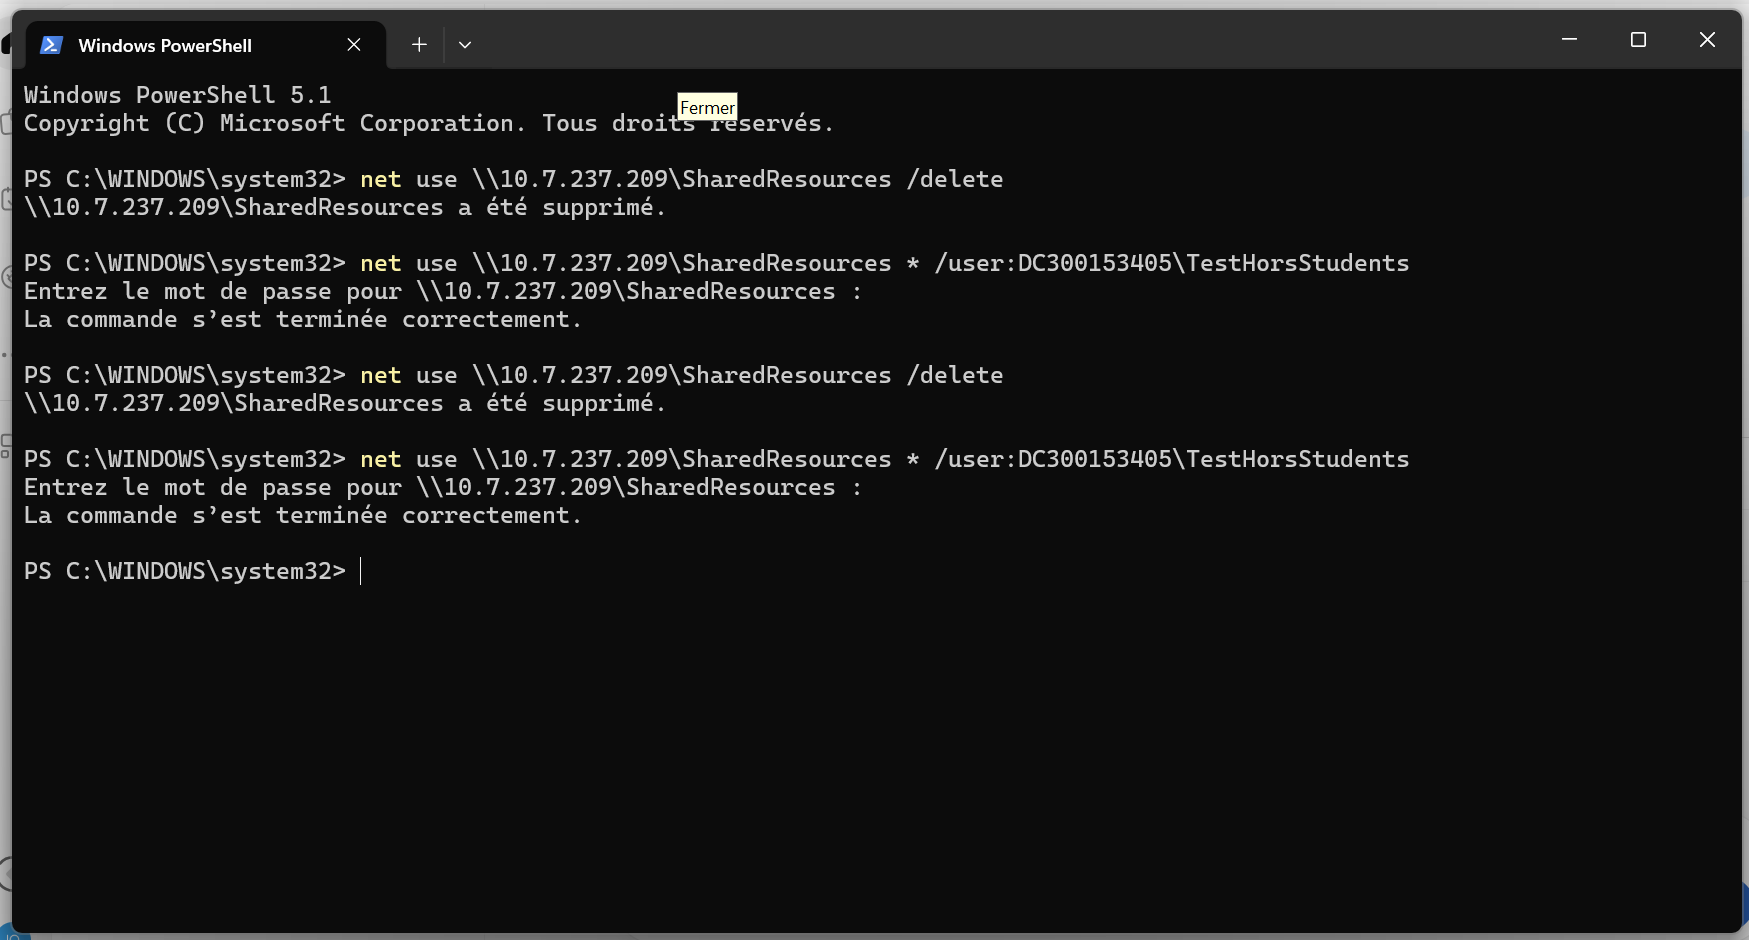 Windows PowerShell
Windows PowerShell 5.1
Fermer
Copyright (C) Microsoft Corporation. Tous droits réservés.
PS C:\WINDOWS\system32> net use \\10.7.237.209\SharedResources /delete
\\10.7.237.209\SharedResources a été supprimé.
PS C:\WINDOWS\system32> net use \\10.7.237.209\SharedResources * /user:DC300153405\TestHorsStudents
Entrez le mot de passe pour \\10.7.237.209\SharedResources :
La commande s’est terminée correctement.
PS C:\WINDOWS\system32> net use \\10.7.237.209\SharedResources /delete
\\10.7.237.209\SharedResources a été supprimé.
PS C:\WINDOWS\system32> net use \\10.7.237.209\SharedResources * /user:DC300153405\TestHorsStudents
Entrez le mot de passe pour \\10.7.237.209\SharedResources :
La commande s’est terminée correctement.
PS C:\WINDOWS\system32>